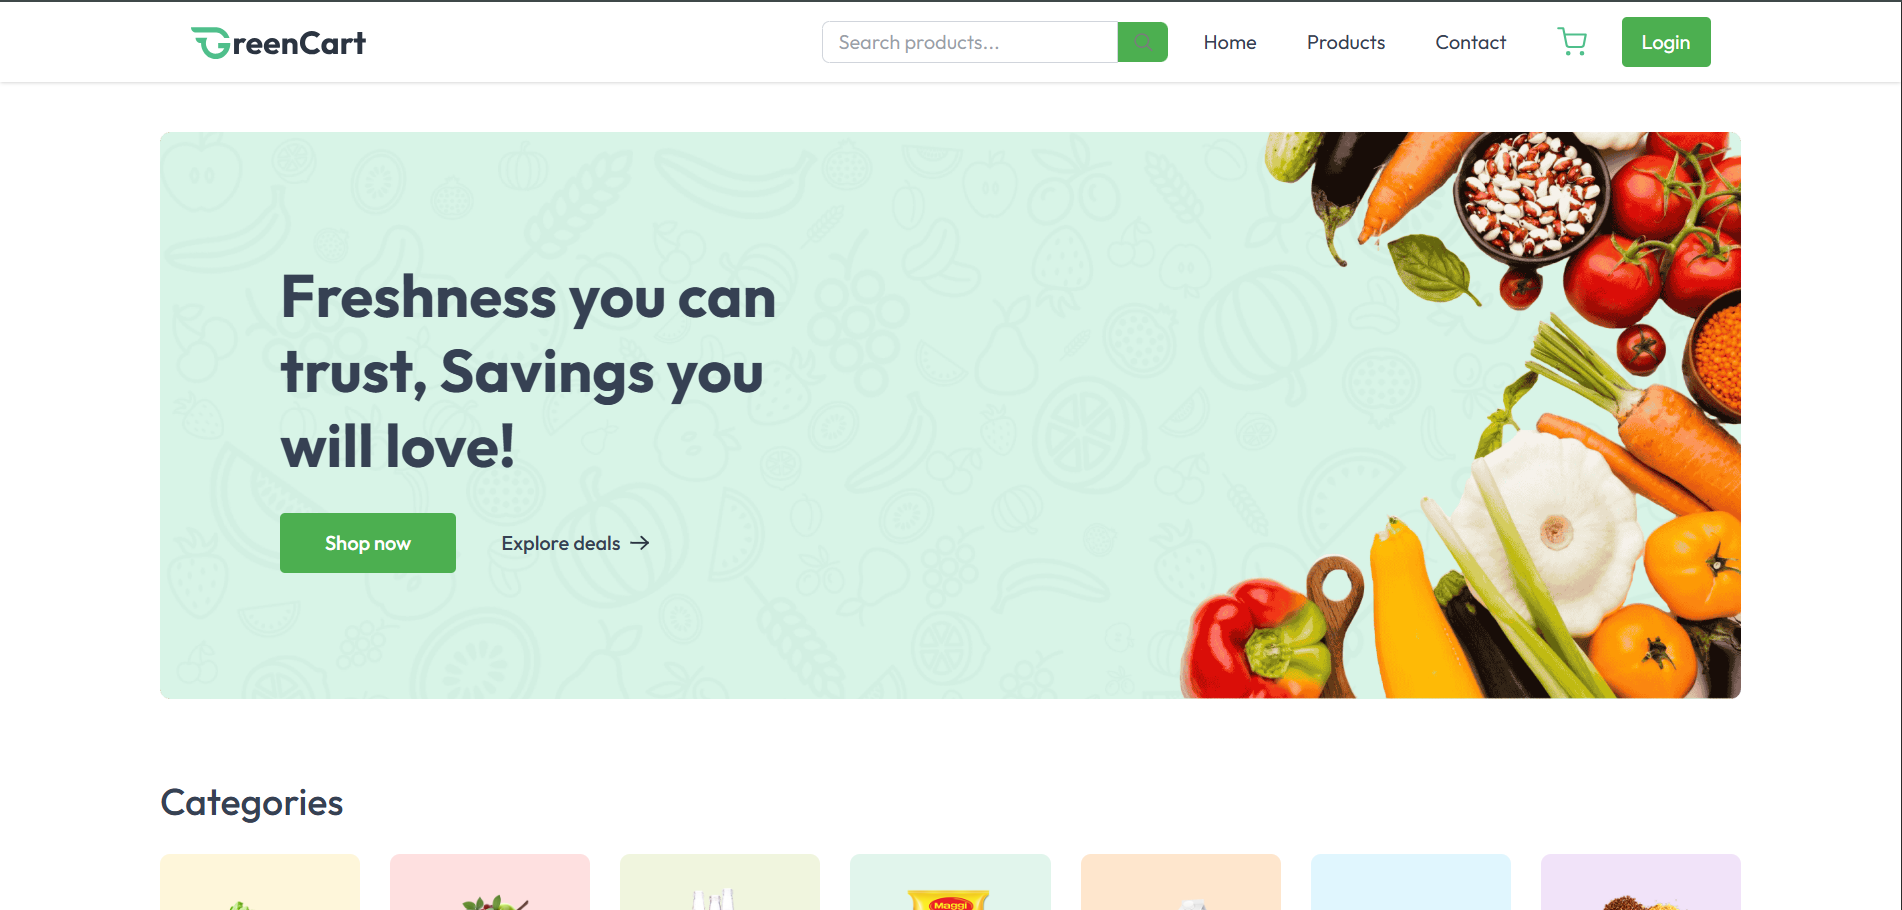 GreenCart
Search products...
Home
Products
Contact
Login
Freshness you can
trust, Savings you
will love!
Shop now
Explore deals
Categories
Maggi